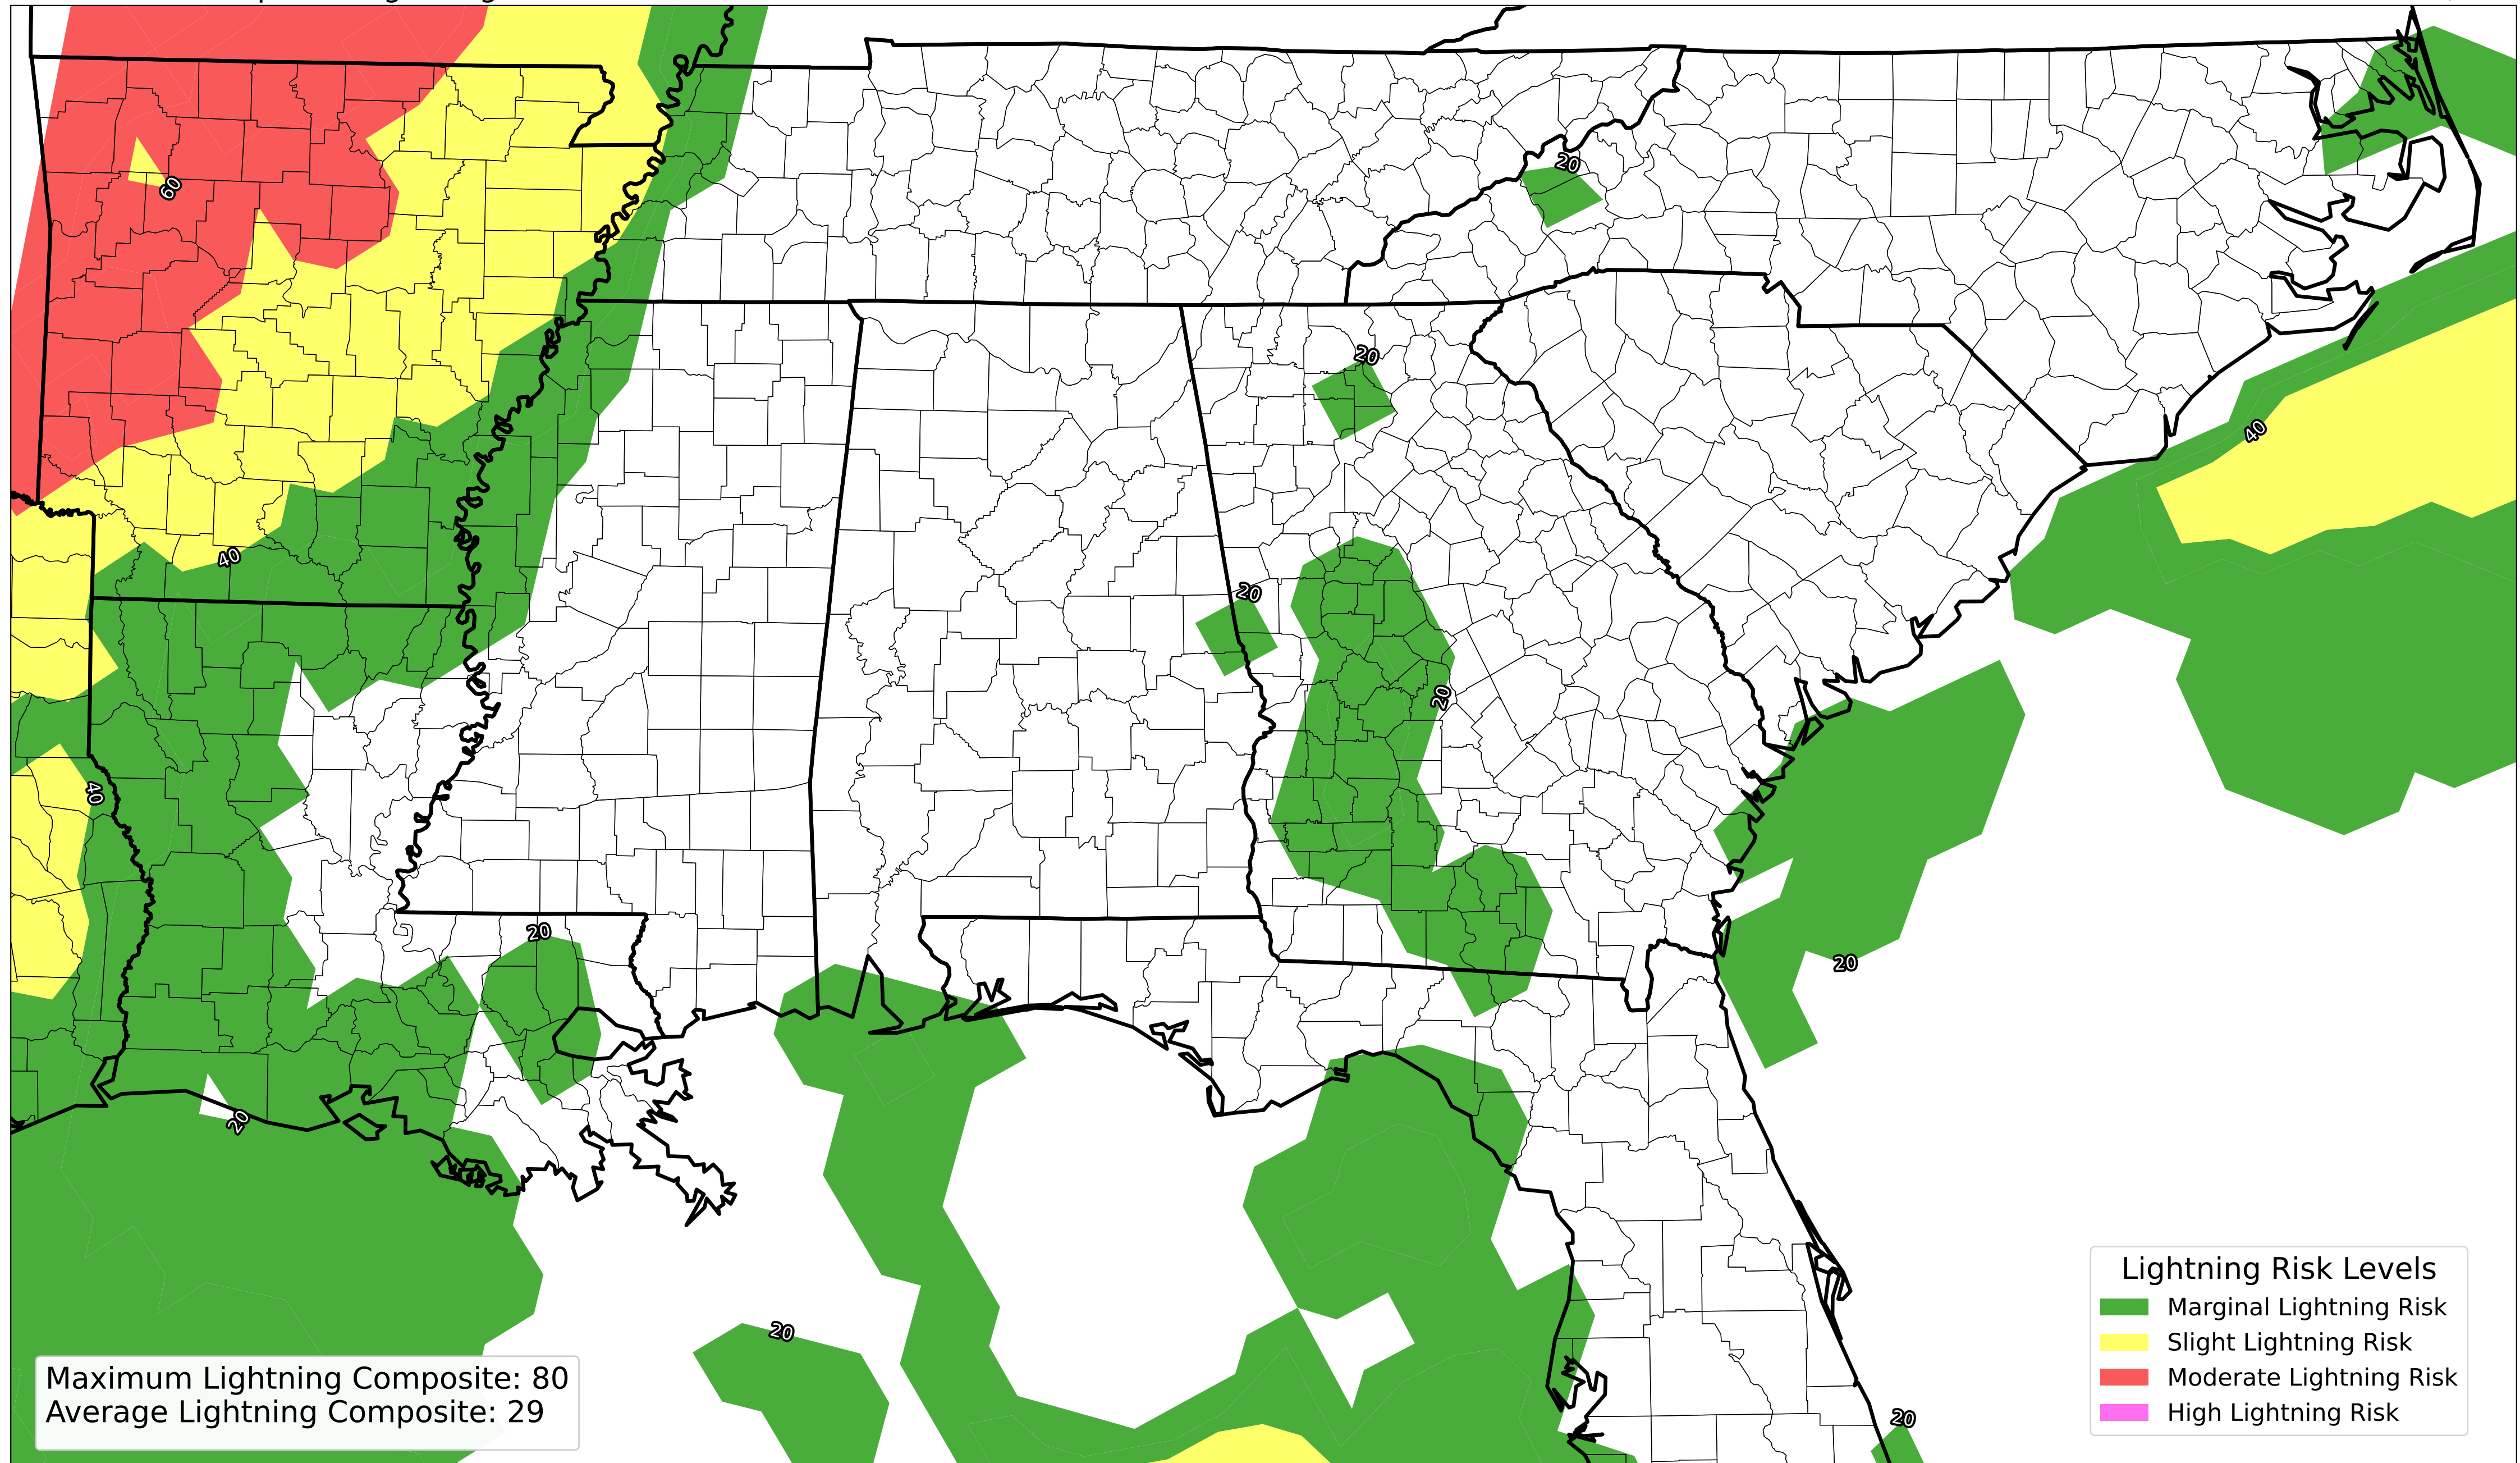 20
60
20
40
40
20
20
40
20
20
20
20
20
Lightning Risk Levels
Marginal Lightning Risk
Slight Lightning Risk
Moderate Lightning Risk
High Lightning Risk
Maximum Lightning Composite: 80
Average Lightning Composite: 29